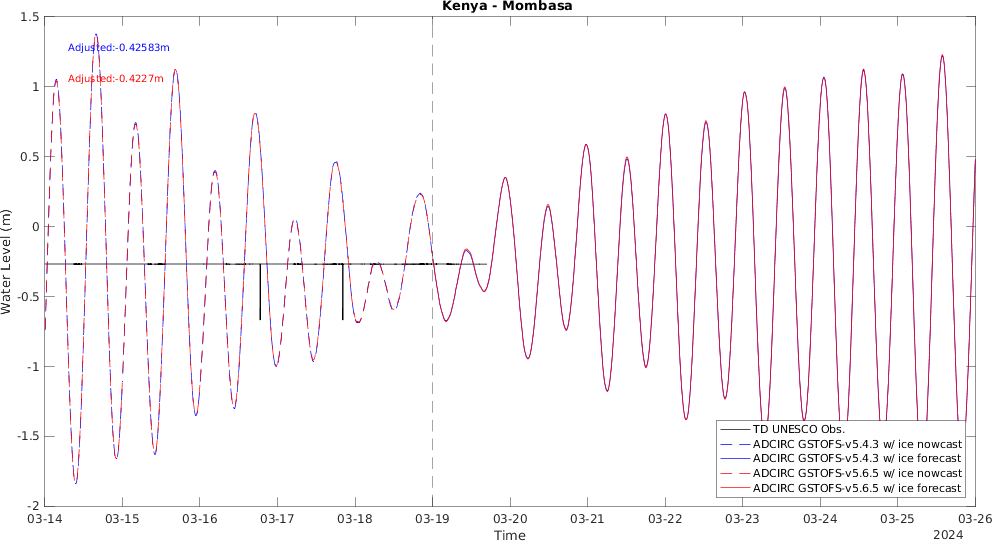 Kenya - Mombasa
1.5
Adjusted:-0.42583m
Adjusted:-0.4227m
1
0.5
0
-0.5
-1
-1.5
-2
Water Level (m)
TD UNESCO Obs.
ADCIRC GSTOFS-v5.4.3 w/ ice nowcast
ADCIRC GSTOFS-v5.4.3 w/ ice forecast
ADCIRC GSTOFS-v5.6.5 w/ ice nowcast
ADCIRC GSTOFS-v5.6.5 w/ ice forecast
03-14 03-15 03-16 03-17 03-18 03-19 03-20 03-21 03-22 03-23 03-24 03-25 03-26
Time
2024